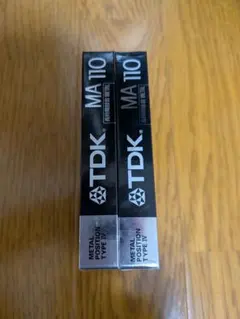 MA 110
TDK.
METAL
POSITION
TYPE IV
MA 110
TDK.
METAL
POSITION
TYPE IV